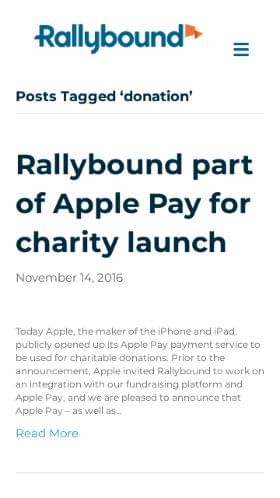 Rallybound
Posts Tagged ‘donation’
Rallybound part
of Apple Pay for
charity launch
November 14, 2016
Today Apple, the maker of the iPhone and iPad,
publicly opened up its Apple Pay payment service to
be used for charitable donations. Prior to the
announcement, Apple invited Rallybound to work on
an integration with our fundraising platform and
Apple Pay, and we are pleased to announce that
Apple Pay – as well as...
Read More